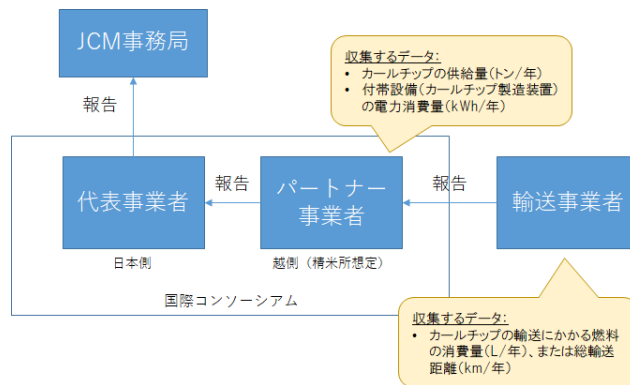 JCM事務局
収集するデータ:
• カールチップの供給量(トン/年)
• 付帯設備(カールチップ製造装置)
の電力消費量(kWh/年)
報告
代表事業者
報告
パートナー
事業者
報告
輸送事業者
日本側
越側（精米所想定）
国際コンソーシアム
収集するデータ:
• カールチップの輸送にかかる燃料
の消費量(L/年)、または総輸送
距離(km/年)